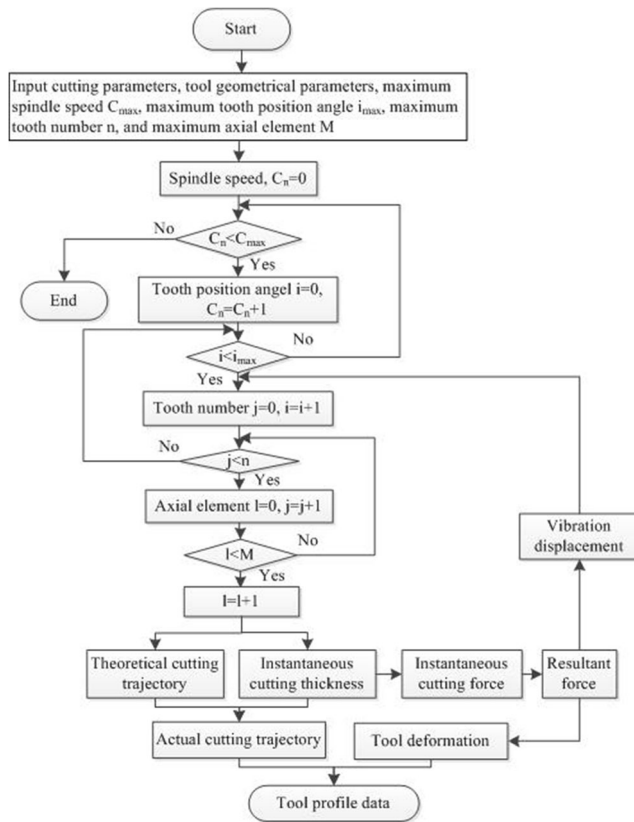 Start
Input cutting parameters, tool geometrical parameters, maximum
spindle speed Cmax, maximum tooth position angle imax, maximum
tooth number n, and maximum axial element M
Spindle speed, Cn=0
No
Cn<Cmax
Yes
End
Tooth position angel i=0,
Cn=Cn+1
No
i<imax
Yes
Tooth number j=0, i=i+1
No
j<n
Yes
Axial element l=0, j=j+1
Vibration
displacement
No
l<M
Yes
l=l+1
Theoretical cutting
trajectory
Instantaneous
cutting thickness
Instantaneous
cutting force
Resultant
force
Actual cutting trajectory
Tool deformation
Tool profile data